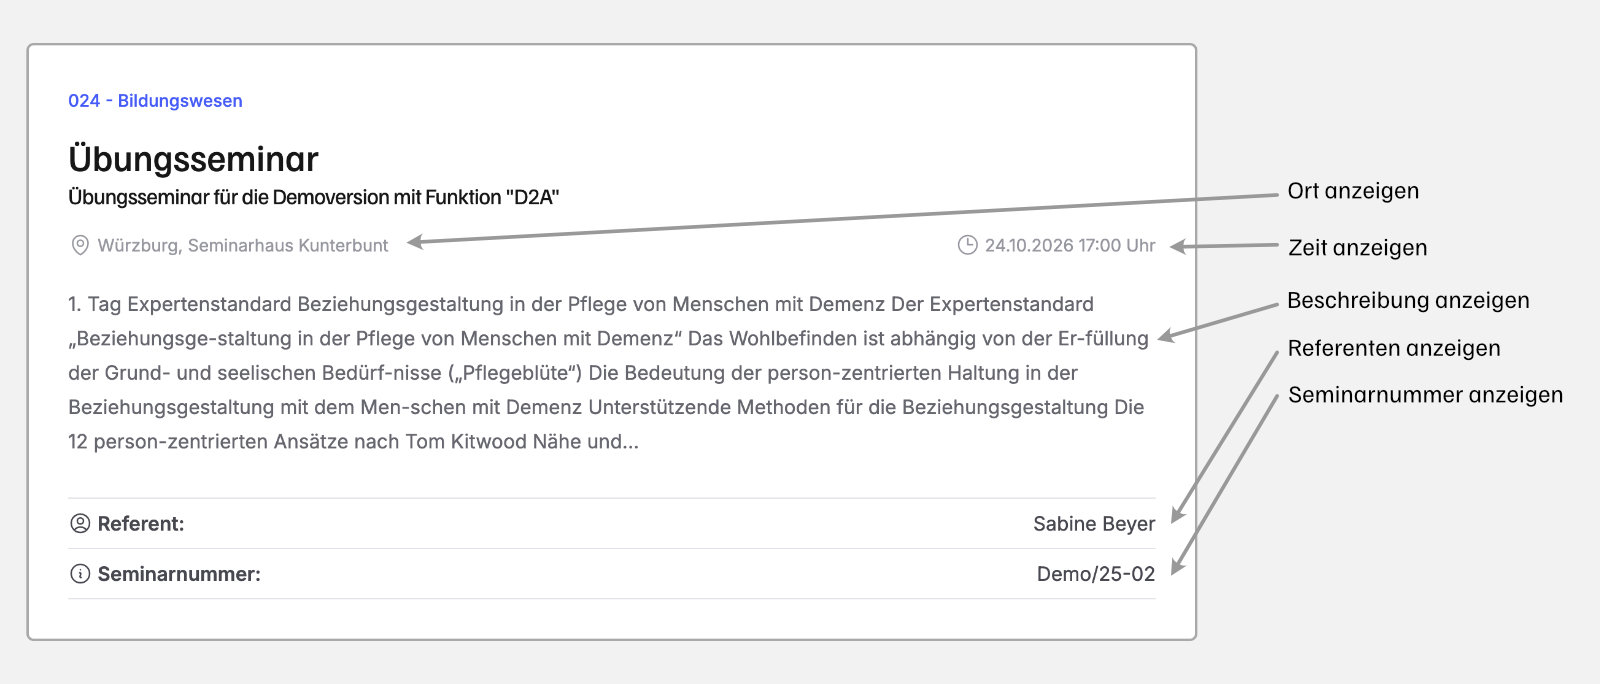 024 - Bildungswesen
Übungsseminar
Übungsseminar für die Demoversion mit Funktion "D2A"
Würzburg, Seminarhaus Kunterbunt
24.10.2026 17:00 Uhr
1. Tag Expertenstandard Beziehungsgestaltung in der Pflege von Menschen mit Demenz Der Expertenstandard
„Beziehungsge-staltung in der Pflege von Menschen mit Demenz“ Das Wohlbefinden ist abhängig von der Er-füllung
der Grund- und seelischen Bedürf-nisse („Pflegeblüte“) Die Bedeutung der person-zentrierten Haltung in der
Beziehungsgestaltung mit dem Men-schen mit Demenz Unterstützende Methoden für die Beziehungsgestaltung Die
12 person-zentrierten Ansätze nach Tom Kitwood Nähe und...
Referent:
Sabine Beyer
Seminarnummer:
Demo/25-02
Ort anzeigen
Zeit anzeigen
Beschreibung anzeigen
Referenten anzeigen
Seminarnummer anzeigen